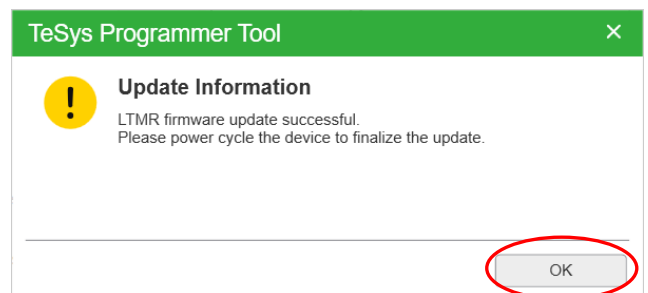 TeSys Programmer Tool
Update Information
LTMR firmware update successful.
Please power cycle the device to finalize the update.
OK